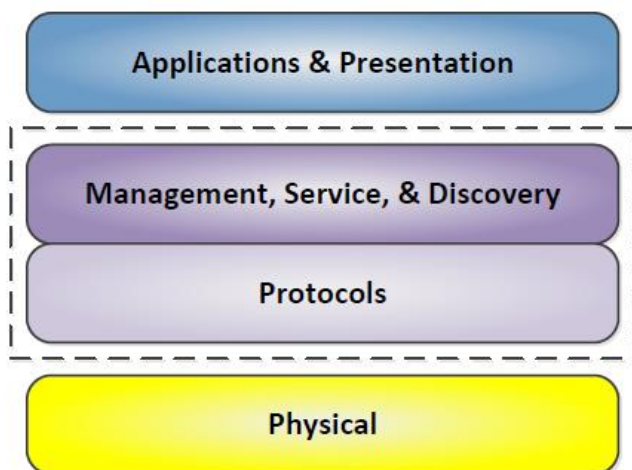 Applications & Presentation
Management, Service, & Discovery
Protocols
Physical